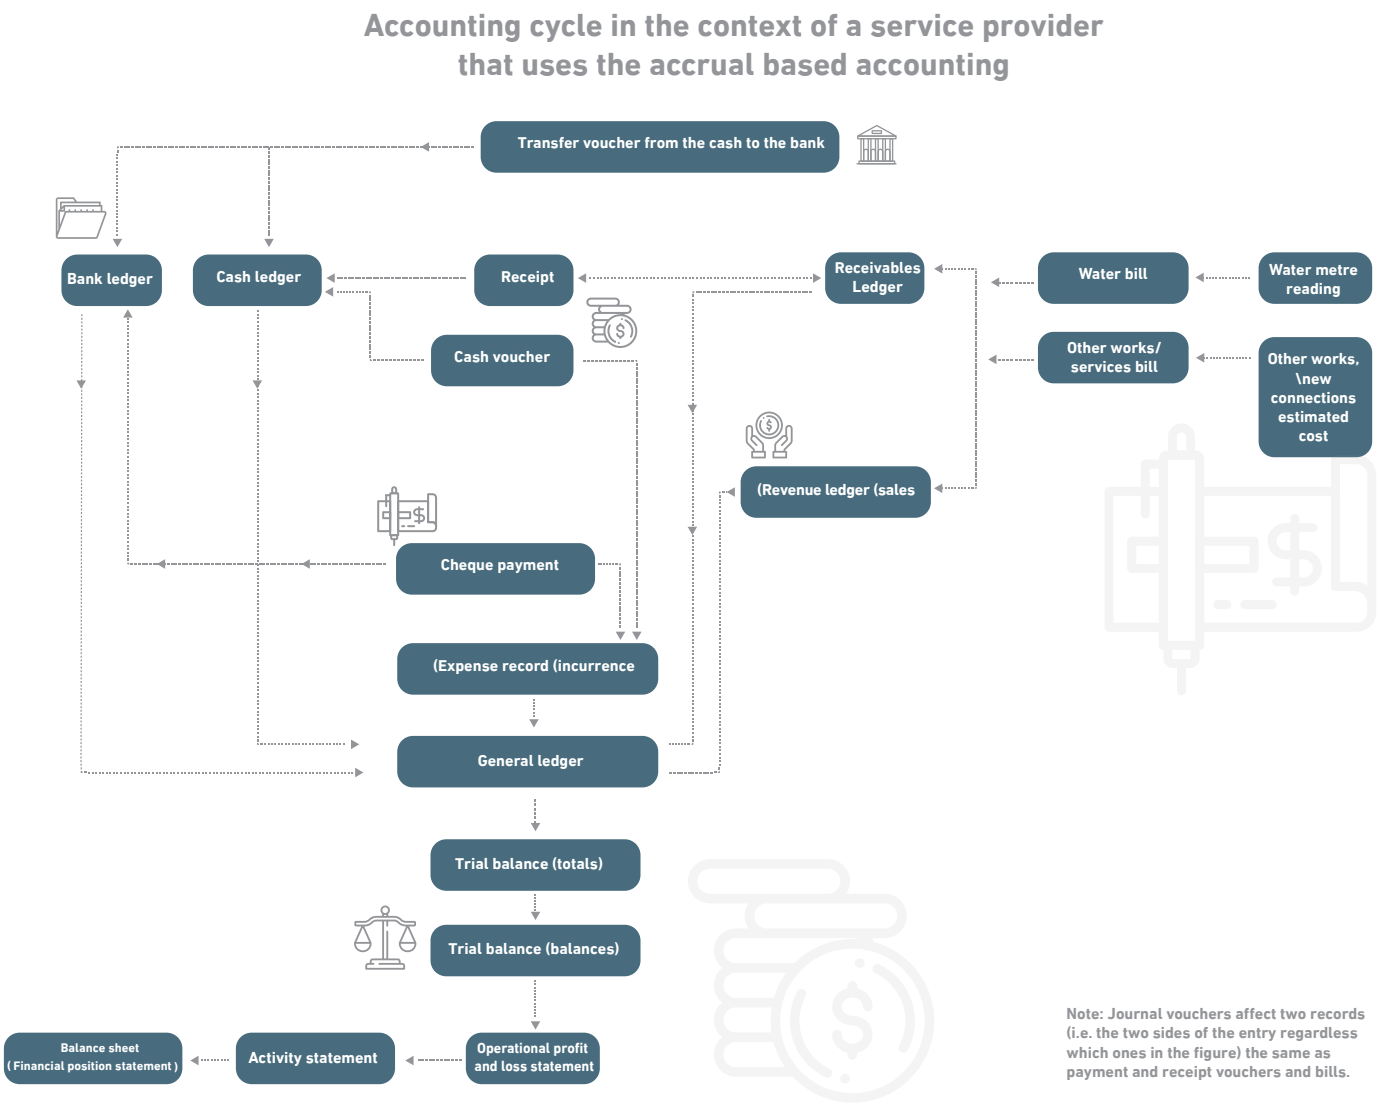 Accounting cycle in the context of a service provider
that uses the accrual based accounting
Transfer voucher from the cash to the bank
Bank ledger
Cash ledger
Receipt
Receivables
Ledger
Water bill
Water metre
reading
Cash voucher
Other works/
services bill
Other works,
\new
connections
estimated
cost
(Revenue ledger (sales
Cheque payment
(Expense record (incurrence
General ledger
Trial balance (totals)
Trial balance (balances)
Operational profit
and loss statement
Activity statement
Balance sheet
( Financial position statement )
Note: Journal vouchers affect two records
(i.e. the two sides of the entry regardless
which ones in the figure) the same as
payment and receipt vouchers and bills.